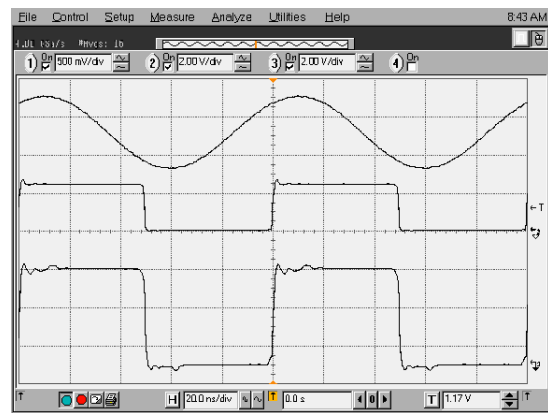 File Control Setup Measure Analyze Utilities Help 8:43 AM
1) On 500 mV/div 2) On 2.00 V/div 3) On 2.00 V/div 4) On
T
H 20.0 ns/div T 0.0 s 0 T 1.17 V